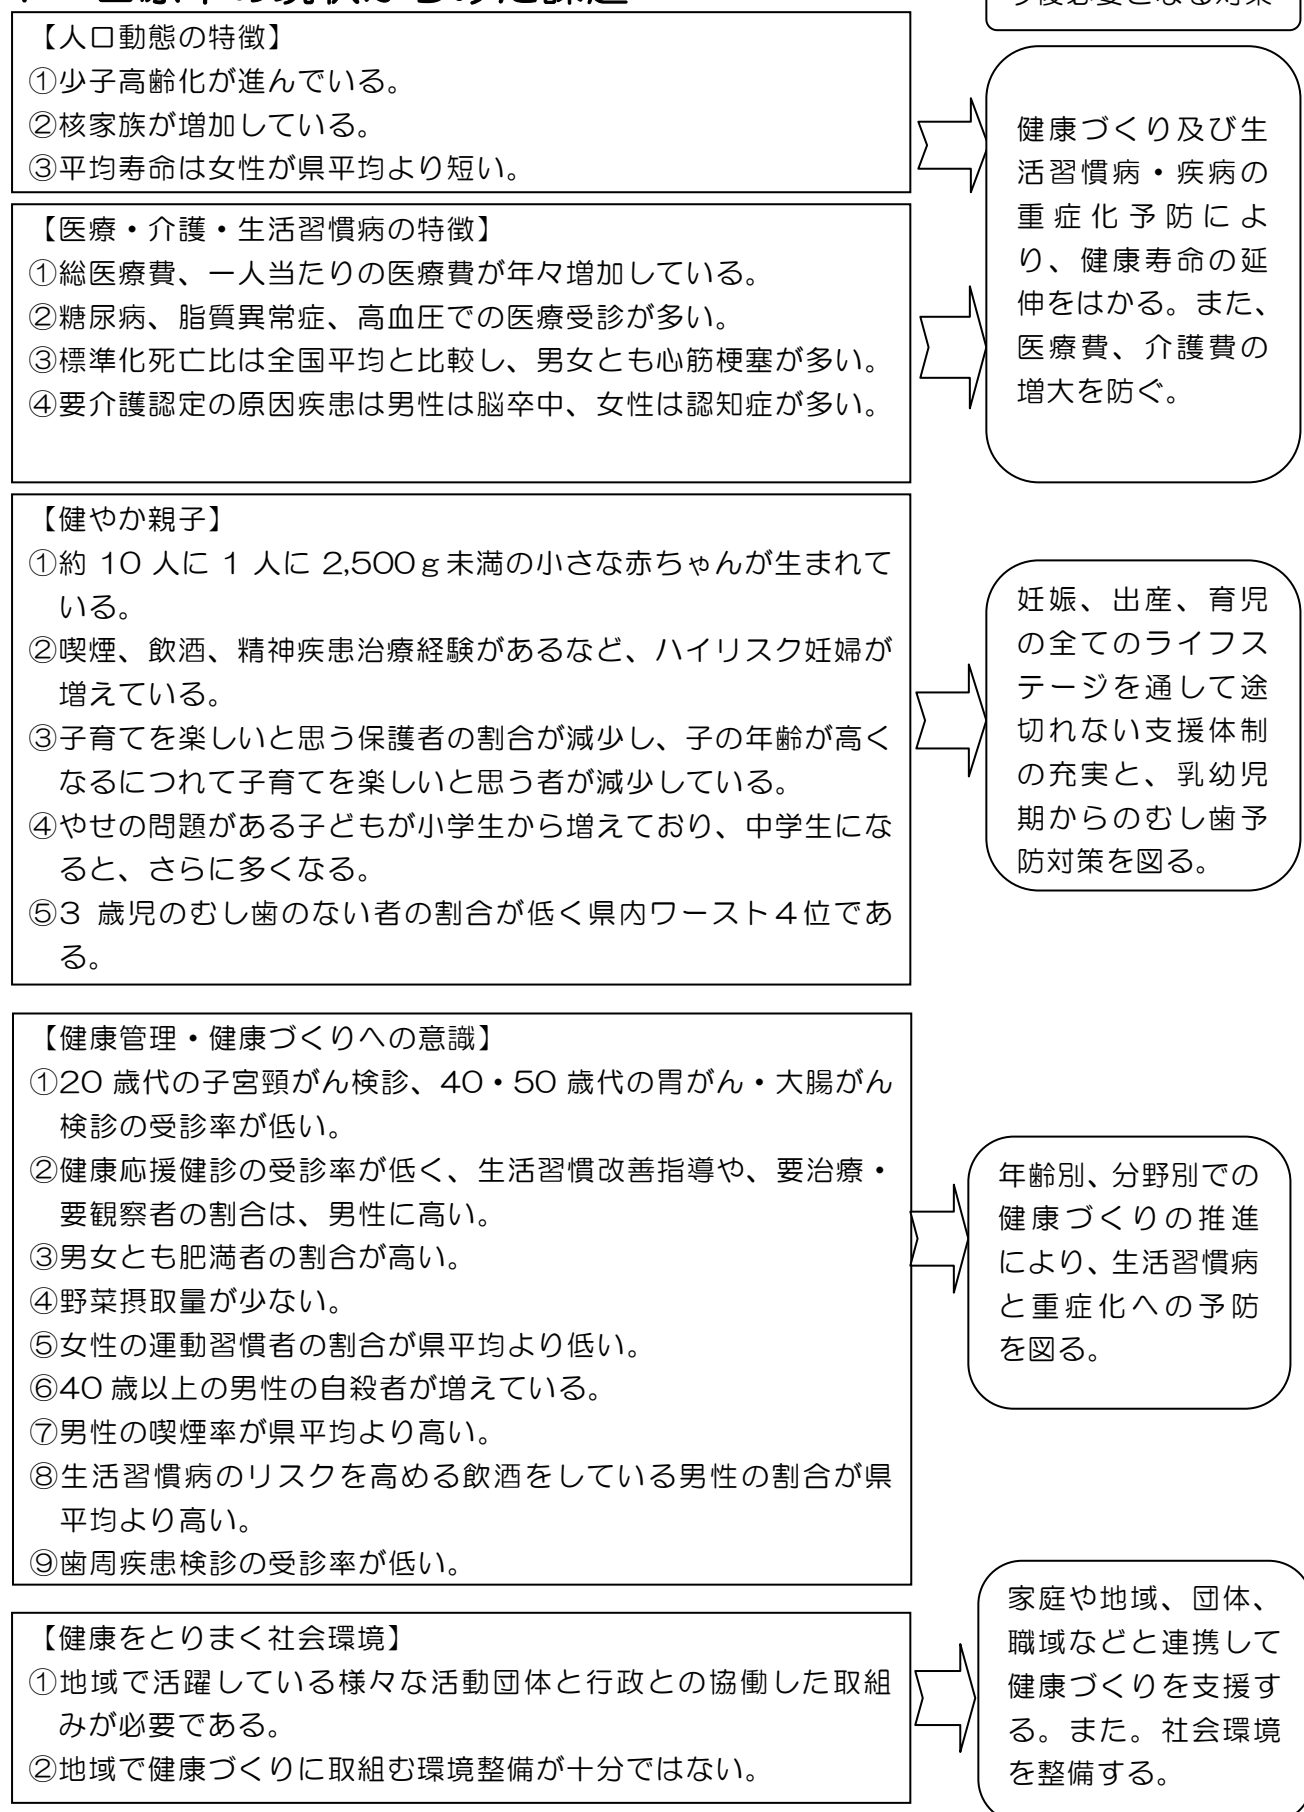 【人口動態の特徴】
①少子高齢化が進んでいる。
②核家族が増加している。
③平均寿命は女性が県平均より短い。
【医療・介護・生活習慣病の特徴】
①総医療費、一人当たりの医療費が年々増加している。
②糖尿病、脂質異常症、高血圧での医療受診が多い。
③標準化死亡比は全国平均と比較し、男女とも心筋梗塞が多い。
④要介護認定の原因疾患は男性は脳卒中、女性は認知症が多い。
健康づくり及び生
活習慣病・疾病の
重症化予防によ
り、健康寿命の延
伸をはかる。また、
医療費、介護費の
増大を防ぐ。
【健やか親子】
①約 10 人に 1 人に 2,500ｇ未満の小さな赤ちゃんが生まれて
いる。
②喫煙、飲酒、精神疾患治療経験があるなど、ハイリスク妊婦が
増えている。
③子育てを楽しいと思う保護者の割合が減少し、子の年齢が高く
なるにつれて子育てを楽しいと思う者が減少している。
④やせの問題がある子どもが小学生から増えており、中学生にな
ると、さらに多くなる。
⑤3 歳児のむし歯のない者の割合が低く県内ワースト４位であ
る。
妊娠、出産、育児
の全てのライフス
テージを通して途
切れない支援体制
の充実と、乳幼児
期からのむし歯予
防対策を図る。
【健康管理・健康づくりへの意識】
①20 歳代の子宮頸がん検診、40・50 歳代の胃がん・大腸がん
検診の受診率が低い。
②健康応援健診の受診率が低く、生活習慣改善指導や、要治療・
要観察者の割合は、男性に高い。
③男女とも肥満者の割合が高い。
④野菜摂取量が少ない。
⑤女性の運動習慣者の割合が県平均より低い。
⑥40 歳以上の男性の自殺者が増えている。
⑦男性の喫煙率が県平均より高い。
⑧生活習慣病のリスクを高める飲酒をしている男性の割合が県
平均より高い。
⑨歯周疾患検診の受診率が低い。
年齢別、分野別での
健康づくりの推進
により、生活習慣病
と重症化への予防
を図る。
【健康をとりまく社会環境】
①地域で活躍している様々な活動団体と行政との協働した取組
みが必要である。
②地域で健康づくりに取組む環境整備が十分ではない。
家庭や地域、団体、
職域などと連携して
健康づくりを支援す
る。また。社会環境
を整備する。